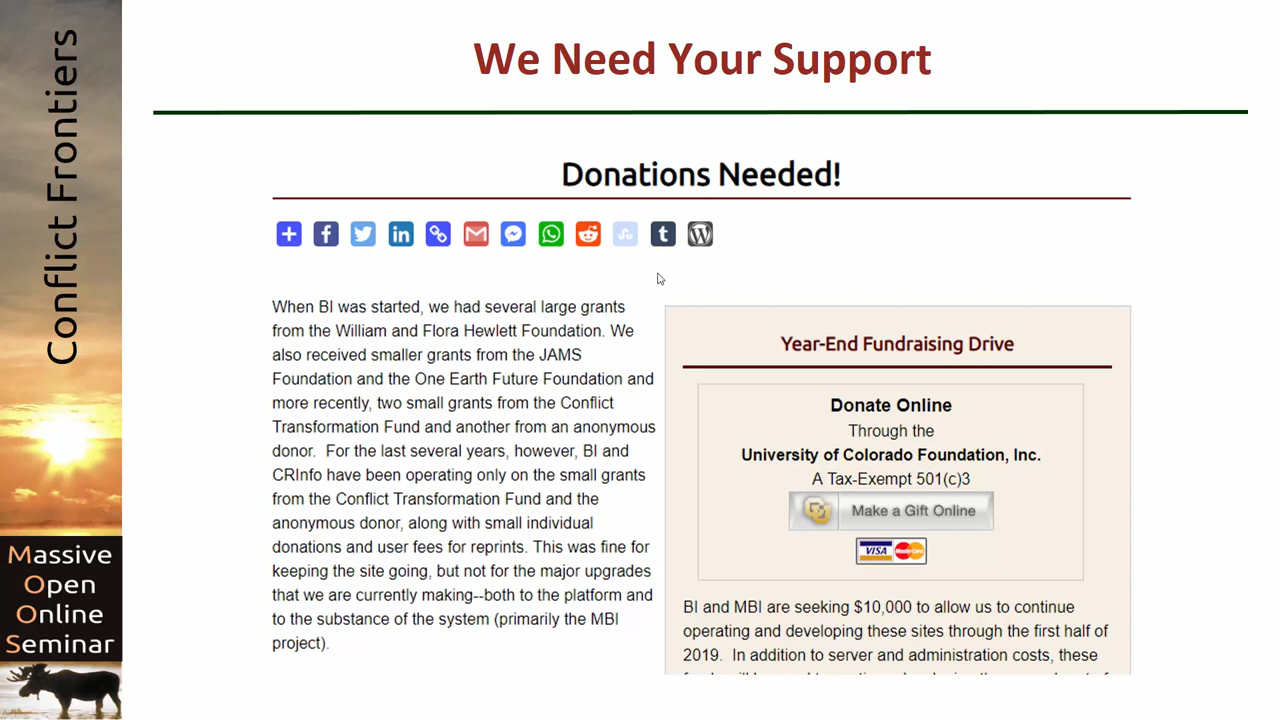 Conflict Frontiers
We Need Your Support
Donations Needed!
When BI was started, we had several large grants
from the William and Flora Hewlett Foundation. We
also received smaller grants from the JAMS
Foundation and the One Earth Future Foundation and
more recently, two small grants from the Conflict
Transformation Fund and another from an anonymous
donor. For the last several years, however, BI and
CRInfo have been operating only on the small grants
from the Conflict Transformation Fund and the
anonymous donor, along with small individual
donations and user fees for reprints. This was fine for
keeping the site going, but not for the major upgrades
that we are currently making--both to the platform and
to the substance of the system (primarily the MBI
project).
Year-End Fundraising Drive
Donate Online
Through the
University of Colorado Foundation, Inc.
A Tax-Exempt 501(c)3
Make a Gift Online
VISA MasterCard
BI and MBI are seeking $10,000 to allow us to continue
operating and developing these sites through the first half of
2019. In addition to server and administration costs, these
Massive
Open
Online
Seminar